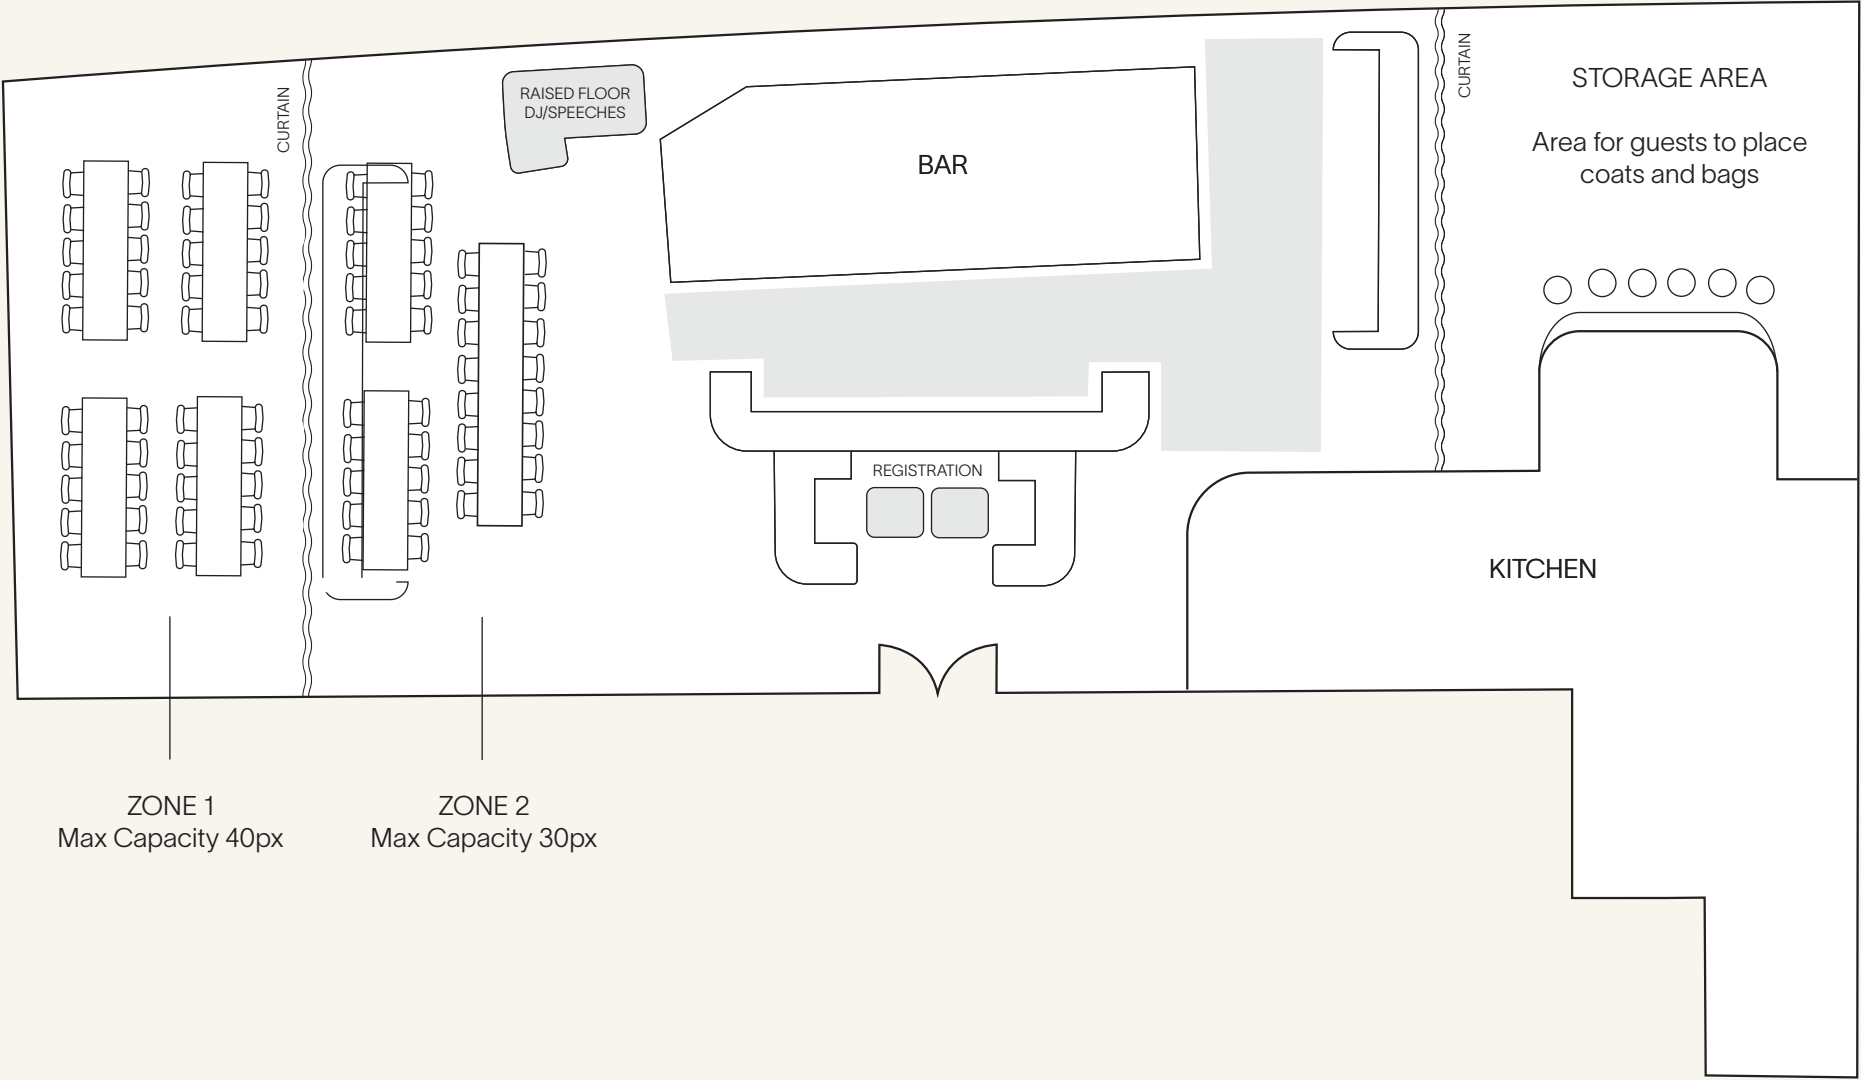 CURTAIN
RAISED FLOOR
DJ/SPEECHES
BAR
CURTAIN
STORAGE AREA
Area for guests to place
coats and bags
REGISTRATION
KITCHEN
ZONE 1
Max Capacity 40px
ZONE 2
Max Capacity 30px